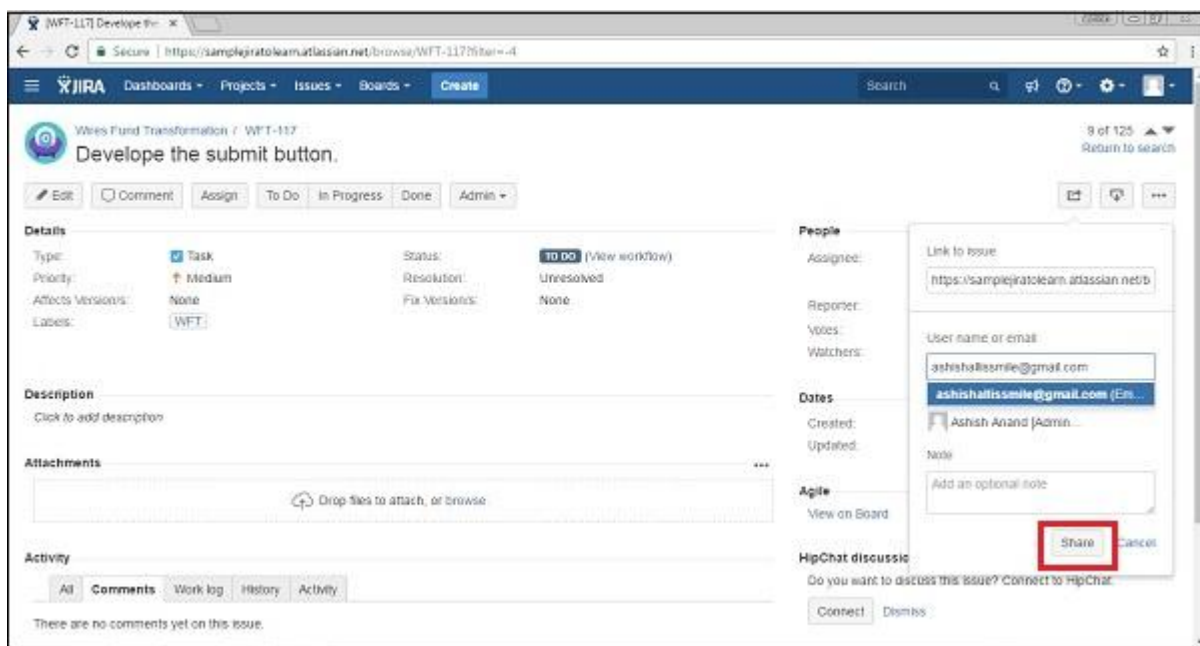 [WFT-117] Develope the
Secure | https://samplejiratolearn.atlassian.net/browse/WFT-117?filter=-4
JIRA Dashboards Projects Issues Boards Create Search
Wires Fund Transformation / WFT-117
9 of 125
Develope the submit button.
Return to search
Edit Comment Assign To Do In Progress Done Admin
Details
Type: Task Status: TO DO (View workflow)
Priority: Medium Resolution: Unresolved
Affects Version/s: None Fix Version/s: None
Labels: WFT
Description
Click to add description
Attachments
Drop files to attach, or browse.
Activity
All Comments Work log History Activity
There are no comments yet on this issue.
People
Assignee:
Reporter:
Votes:
Watchers:
Dates
Created:
Updated:
Agile
View on Board
HipChat discussio
Do you want to discuss this issue? Connect to HipChat.
Connect Dismiss
Link to issue
https://samplejiratolearn.atlassian.net/b
User name or email
ashishallissmile@gmail.com
ashishallissmile@gmail.com (Em...
Ashish Anand [Admin...
Note
Add an optional note
Share Cancel